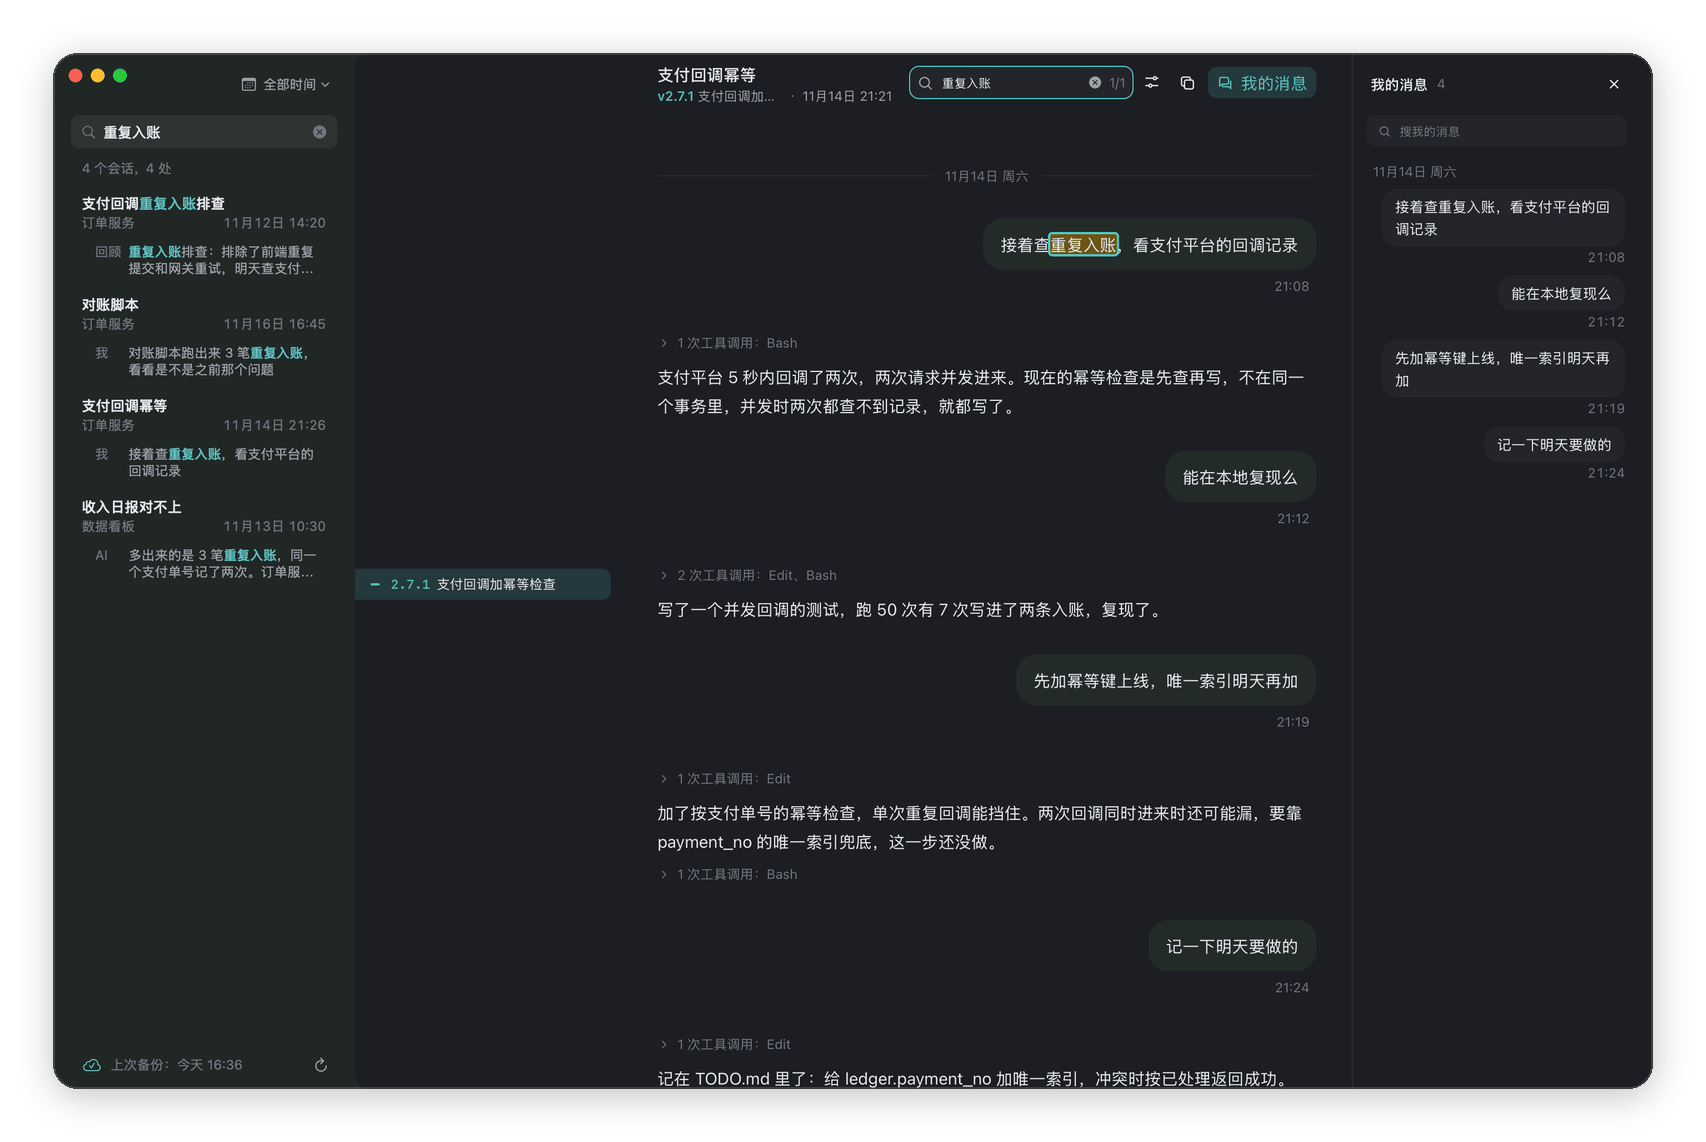 全部时间
重复入账
4 个会话，4 处
支付回调重复入账排查
订单服务 11月12日 14:20
回顾 重复入账排查：排除了前端重复
提交和网关重试，明天查支付...
对账脚本
订单服务 11月16日 16:45
我 对账脚本跑出来 3 笔重复入账，
看看是不是之前那个问题
支付回调幂等
订单服务 11月14日 21:26
我 接着查重复入账，看支付平台的
回调记录
收入日报对不上
数据看板 11月13日 10:30
AI 多出来的是 3 笔重复入账，同一
个支付单号记了两次。订单服...
上次备份：今天 16:36
2.7.1 支付回调加幂等检查
支付回调幂等
v2.7.1 支付回调加... · 11月14日 21:21
重复入账 1/1
我的消息
11月14日 周六
接着查重复入账，看支付平台的回调记录
21:08
1 次工具调用：Bash
支付平台 5 秒内回调了两次，两次请求并发进来。现在的幂等检查是先查再写，不在同一
个事务里，并发时两次都查不到记录，就都写了。
能在本地复现么
21:12
2 次工具调用：Edit、Bash
写了一个并发回调的测试，跑 50 次有 7 次写进了两条入账，复现了。
先加幂等键上线，唯一索引明天再加
21:19
1 次工具调用：Edit
加了按支付单号的幂等检查，单次重复回调能挡住。两次回调同时进来时还可能漏，要靠
payment_no 的唯一索引兜底，这一步还没做。
1 次工具调用：Bash
记一下明天要做的
21:24
1 次工具调用：Edit
记在 TODO.md 里了：给 ledger.payment_no 加唯一索引，冲突时按已处理返回成功。
我的消息 4
搜我的消息
11月14日 周六
接着查重复入账，看支付平台的回
调记录
21:08
能在本地复现么
21:12
先加幂等键上线，唯一索引明天再
加
21:19
记一下明天要做的
21:24